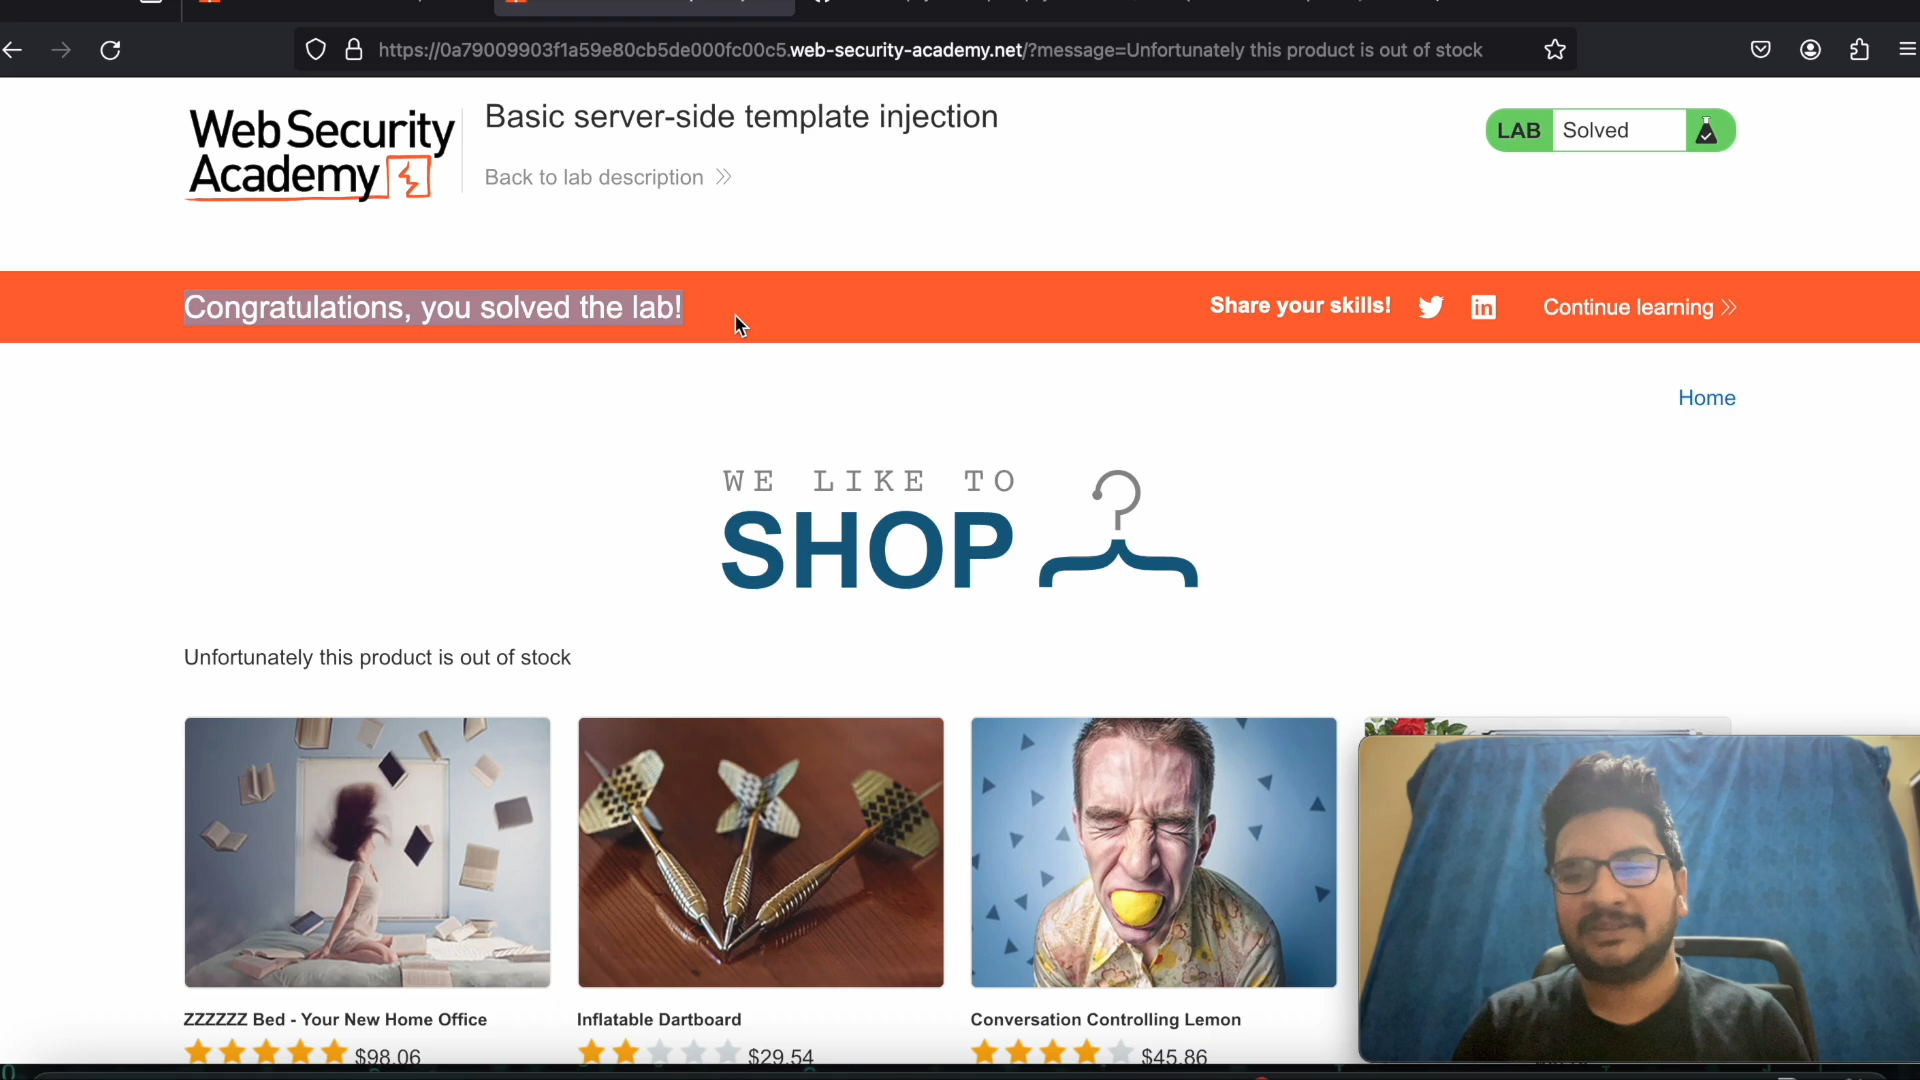 https://0a79009903f1a59e80cb5de000fc00c5.web-security-academy.net/?message=Unfortunately this product is out of stock
Web Security
Academy
Basic server-side template injection
Back to lab description
LAB Solved
Congratulations, you solved the lab!
Share your skills!
in
Continue learning
Home
WE LIKE TO
SHOP
Unfortunately this product is out of stock
ZZZZZZ Bed - Your New Home Office
Inflatable Dartboard
Conversation Controlling Lemon
$98.06
$29.54
$45.86